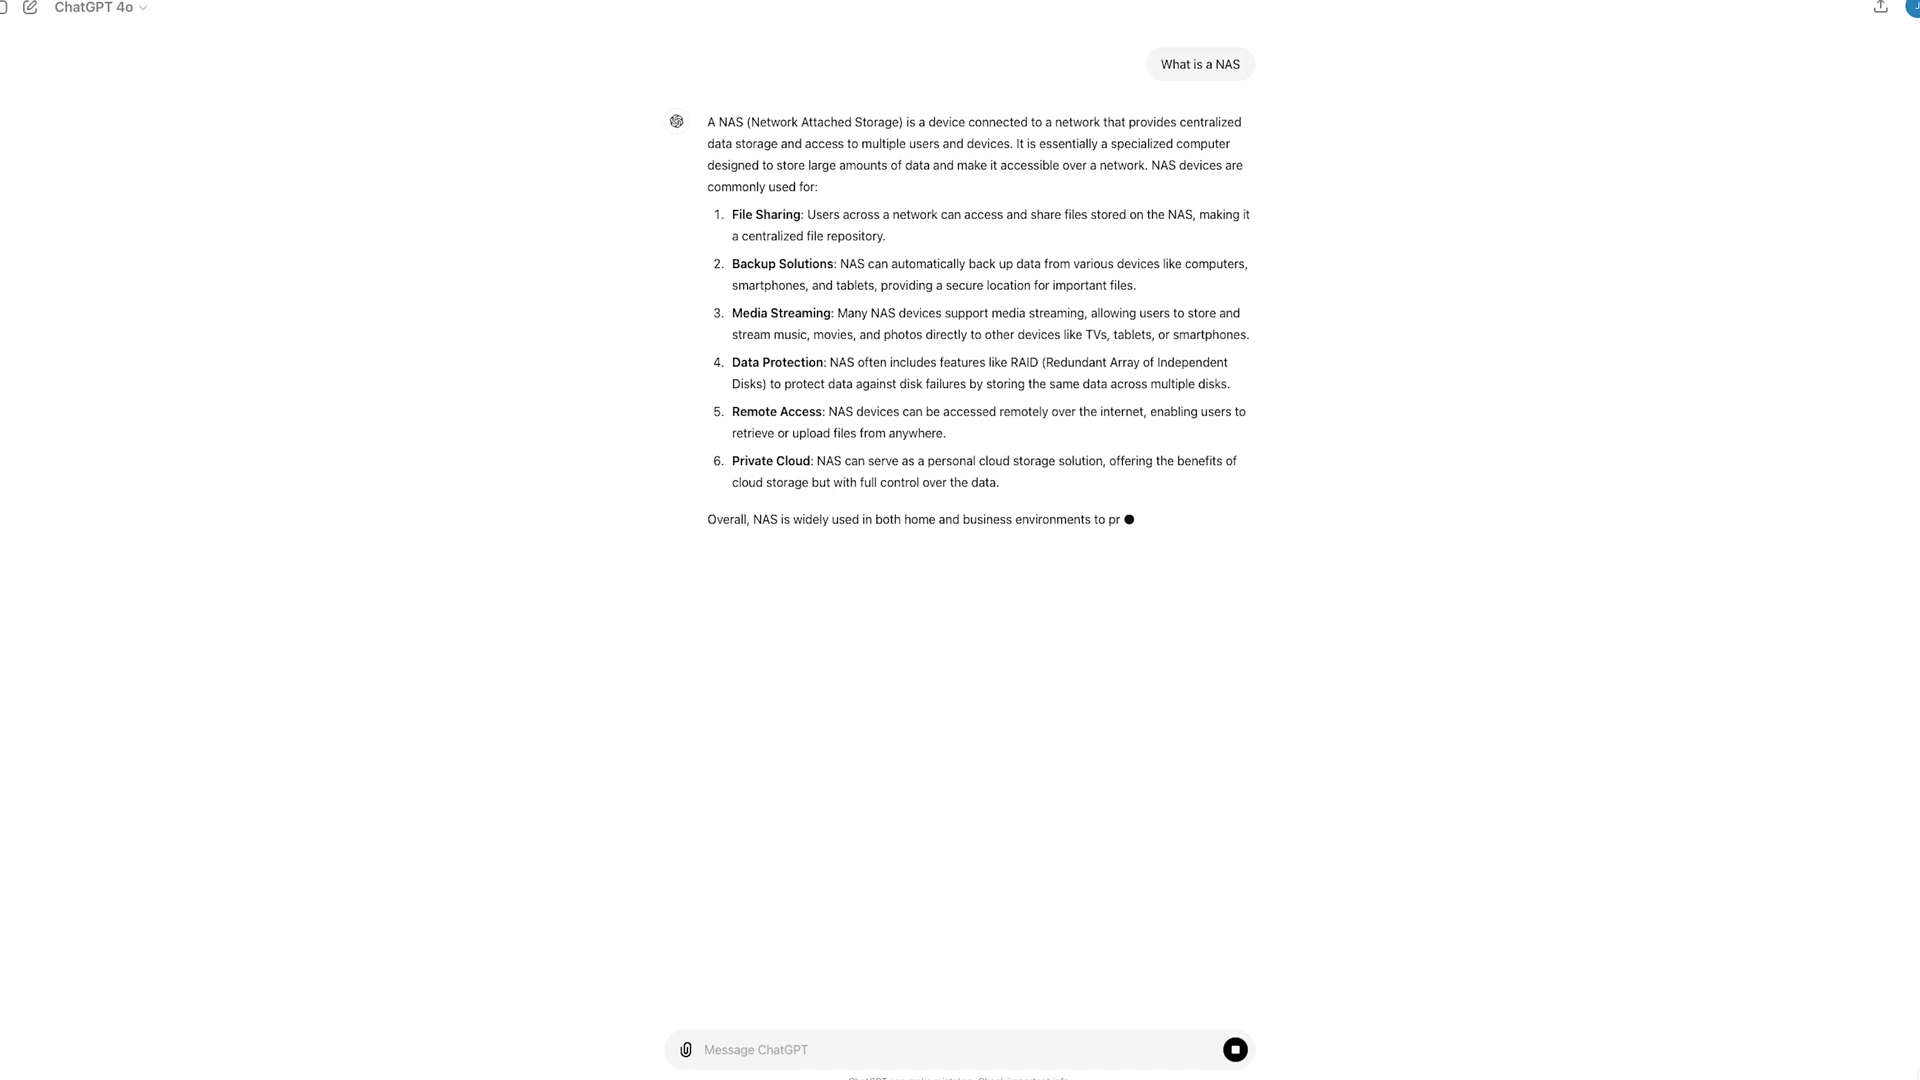 ChatGPT 4o
What is a NAS
A NAS (Network Attached Storage) is a device connected to a network that provides centralized
data storage and access to multiple users and devices. It is essentially a specialized computer
designed to store large amounts of data and make it accessible over a network. NAS devices are
commonly used for:
1. File Sharing: Users across a network can access and share files stored on the NAS, making it
a centralized file repository.
2. Backup Solutions: NAS can automatically back up data from various devices like computers,
smartphones, and tablets, providing a secure location for important files.
3. Media Streaming: Many NAS devices support media streaming, allowing users to store and
stream music, movies, and photos directly to other devices like TVs, tablets, or smartphones.
4. Data Protection: NAS often includes features like RAID (Redundant Array of Independent
Disks) to protect data against disk failures by storing the same data across multiple disks.
5. Remote Access: NAS devices can be accessed remotely over the internet, enabling users to
retrieve or upload files from anywhere.
6. Private Cloud: NAS can serve as a personal cloud storage solution, offering the benefits of
cloud storage but with full control over the data.
Overall, NAS is widely used in both home and business environments to pr
Message ChatGPT